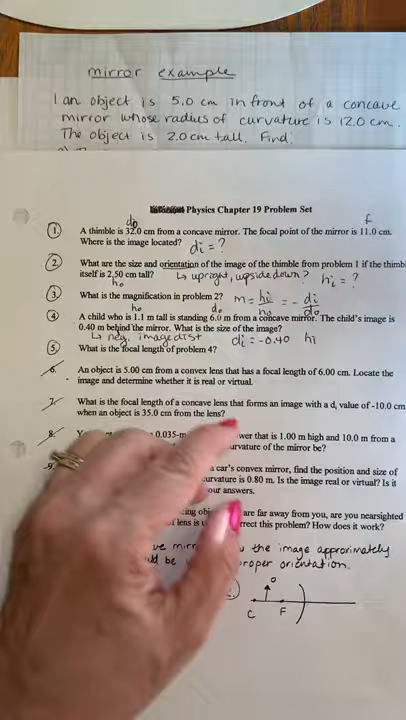 mirror example
1 an object is 5.0 cm in front of a concave
mirror whose radius of curvature is 12.0 cm.
The object is 2.0 cm tall. Find:
Physics Chapter 19 Problem Set
do
f
1. A thimble is 32.0 cm from a concave mirror. The focal point of the mirror is 11.0 cm.
Where is the image located? di = ?
2. What are the size and orientation of the image of the thimble from problem 1 if the thimb
itself is 2.50 cm tall? ↳ upright, upside down? hi = ?
ho
3. What is the magnification in problem 2? m = hi/ho = - di/do
ho do
4. A child who is 1.1 m tall is standing 6.0 m from a concave mirror. The child's image is
0.40 m behind the mirror. What is the size of the image?
↳ neg. image dist di = -0.40 hi
5. What is the focal length of problem 4?
6. An object is 5.00 cm from a convex lens that has a focal length of 6.00 cm. Locate the
image and determine whether it is real or virtual.
7. What is the focal length of a concave lens that forms an image with a di value of -10.0 cm
when an object is 35.0 cm from the lens?
8. 0.035-m wer that is 1.00 m high and 10.0 m from a
urvature of the mirror be?
9. a car's convex mirror, find the position and size of
urvature is 0.80 m. Is the image real or virtual? Is it
our answers.
ing obje are far away from you, are you nearsighted
of lens is rect this problem? How does it work?
ve mirr w the image approximately
ld be roper orientation.
o
C F